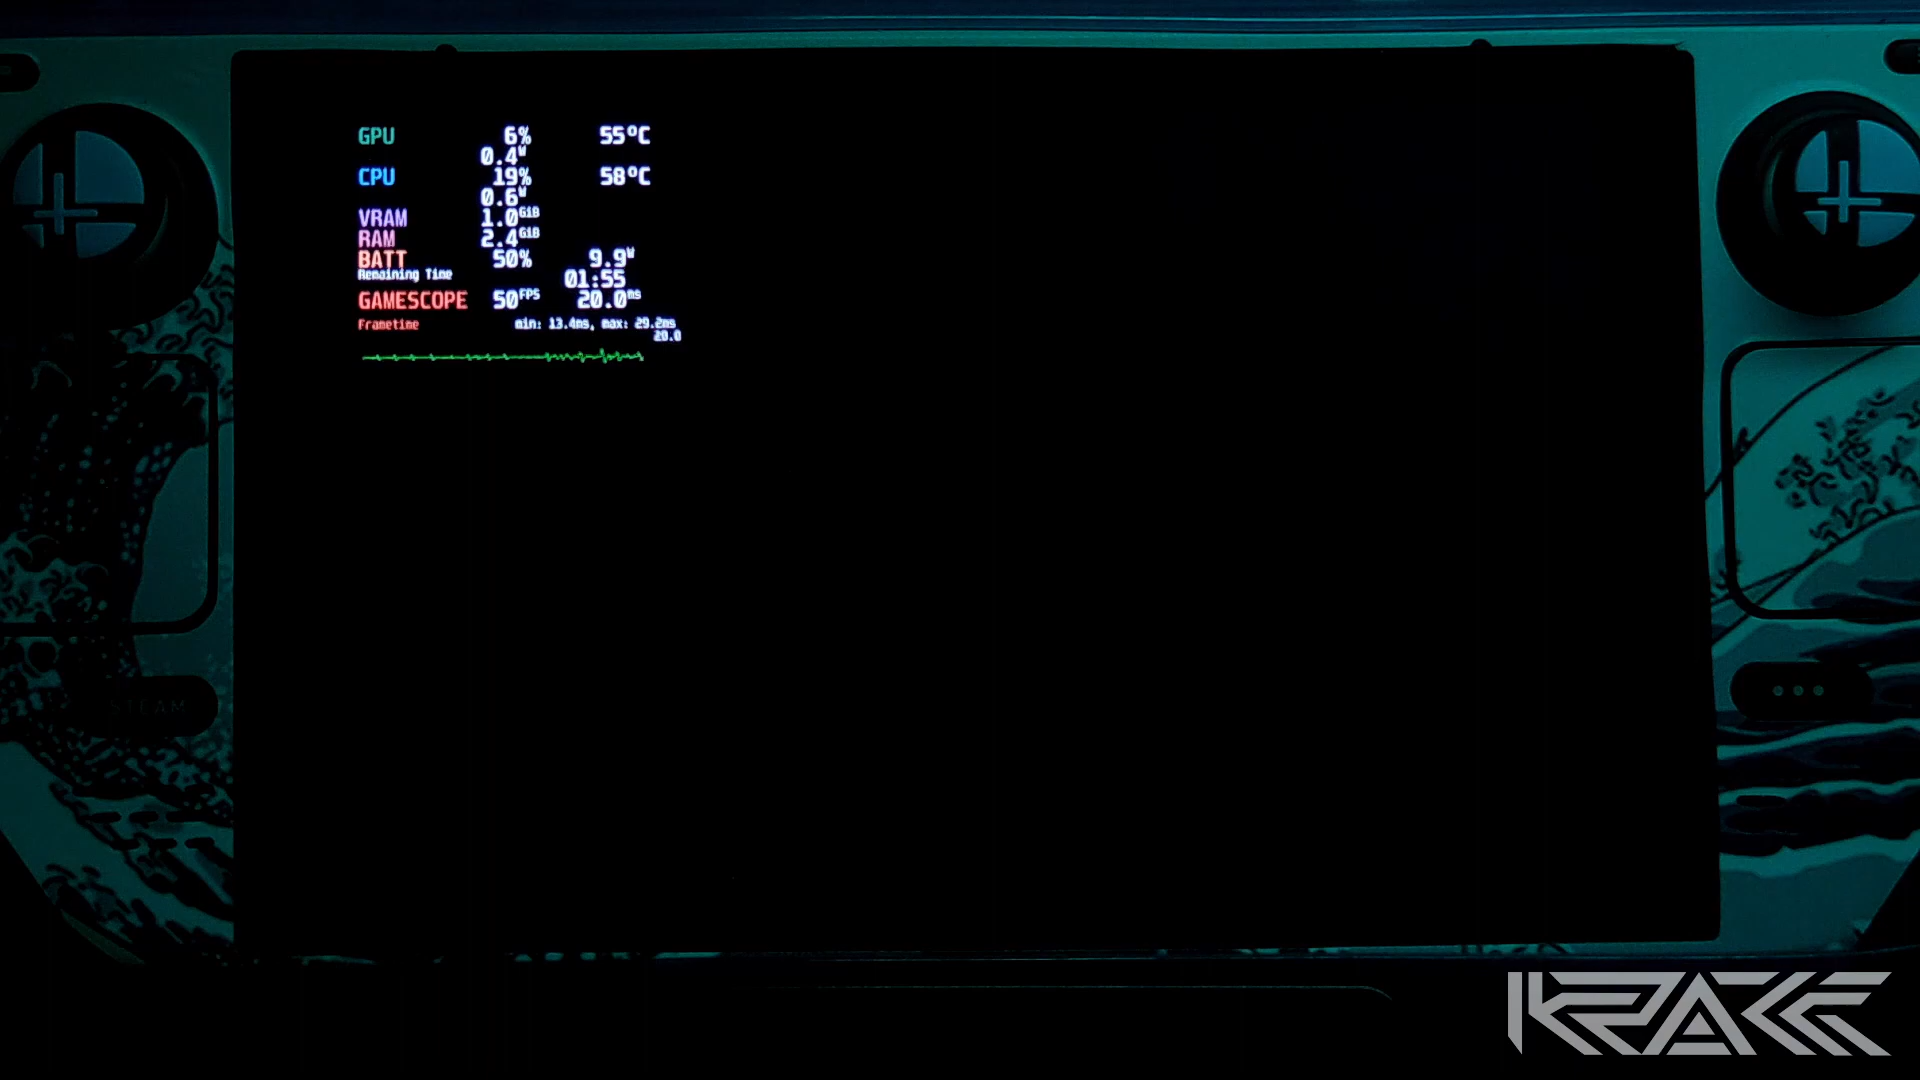 GPU 6% 55°C
0.4W
CPU 19% 58°C
0.6W
VRAM 1.0GiB
RAM 2.4GiB
BATT 50% 9.9W
Remaining Time 01:55
GAMESCOPE 50FPS 20.0ms
Frametime min: 13.4ms, max: 29.2ms
20.0
STEAM